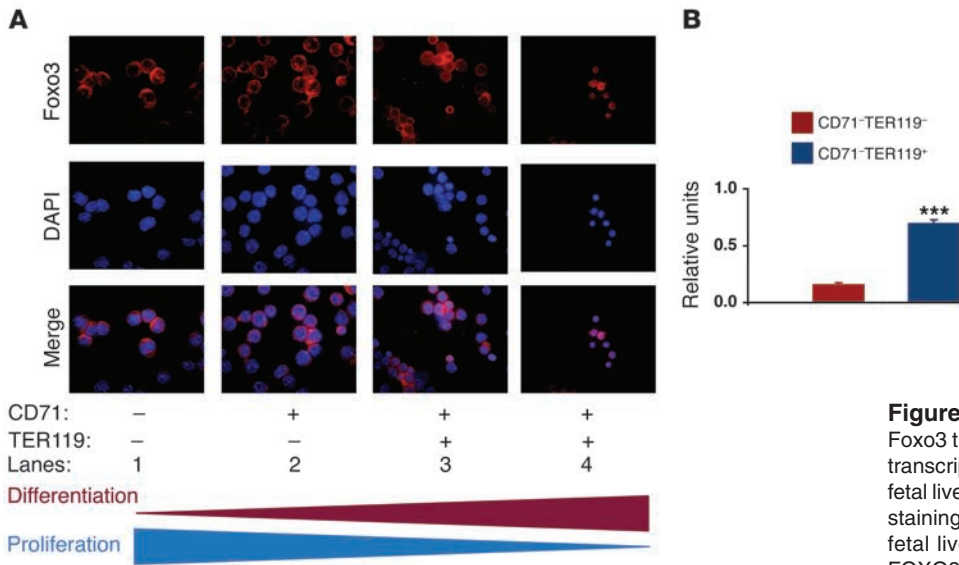 A
B
Foxo3
DAPI
Merge
CD71: – + + +
TER119: – – + +
Lanes: 1 2 3 4
Differentiation
Proliferation
CD71⁻TER119⁻
CD71⁻TER119⁺
Relative units
1.0
0.5
0.0
***
Figure
Foxo3 t
transcrip
fetal live
staining
fetal live